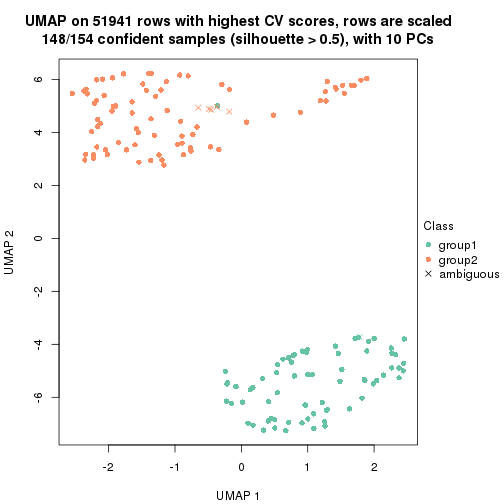 UMAP on 51941 rows with highest CV scores, rows are scaled
148/154 confident samples (silhouette > 0.5), with 10 PCs
6
4
2
0
-2
-4
-6
UMAP 2
-2
-1
0
1
2
UMAP 1
Class
group1
group2
ambiguous